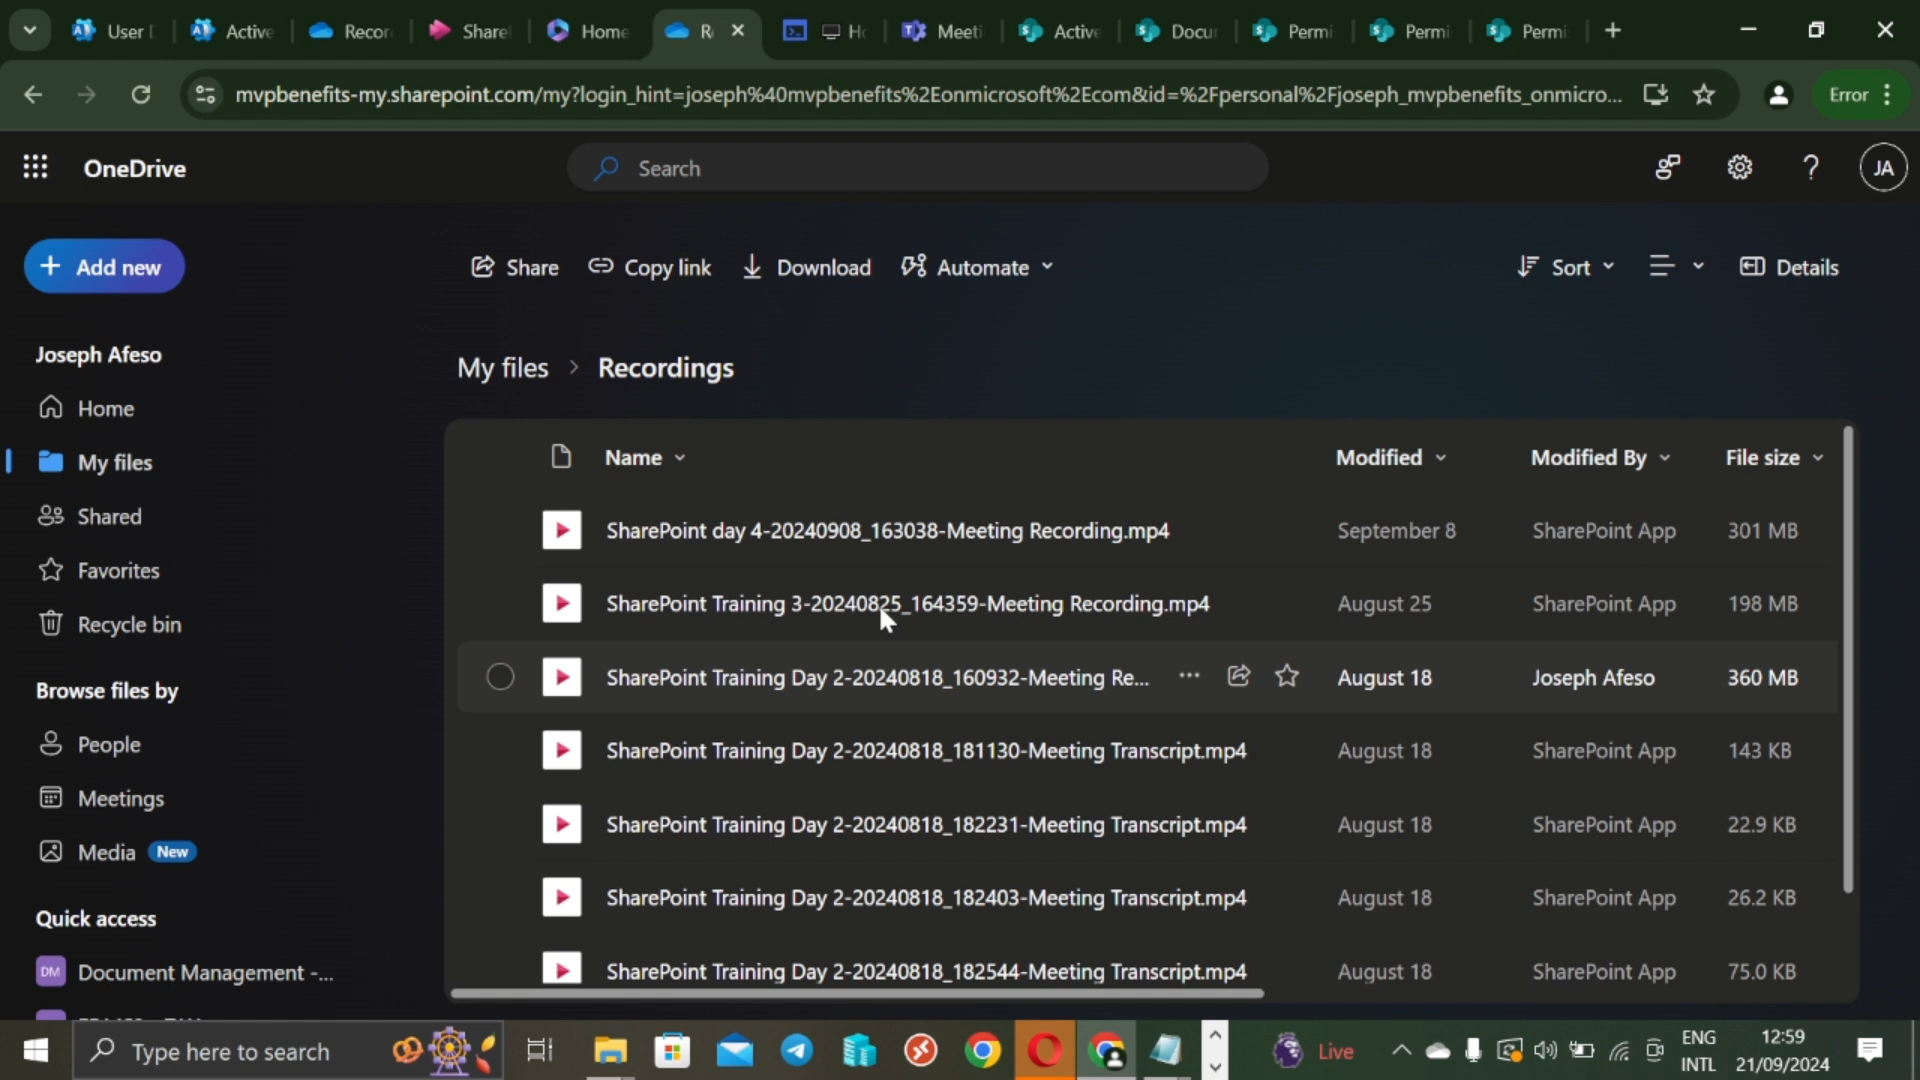 User
Active
Recor
Share
Home
R
Ho
Meeti
Active
Docu
Permi
Permi
Permi
mvpbenefits-my.sharepoint.com/my?login_hint=joseph%40mvpbenefits%2Eonmicrosoft%2Ecom&id=%2Fpersonal%2Fjoseph_mvpbenefits_onmicro...
Error
OneDrive
Search
JA
Add new
Share
Copy link
Download
Automate
Sort
Details
Joseph Afeso
Home
My files
Shared
Favorites
Recycle bin
Browse files by
People
Meetings
Media New
Quick access
DM Document Management -...
My files > Recordings
Name Modified Modified By File size
SharePoint day 4-20240908_163038-Meeting Recording.mp4 September 8 SharePoint App 301 MB
SharePoint Training 3-20240825_164359-Meeting Recording.mp4 August 25 SharePoint App 198 MB
SharePoint Training Day 2-20240818_160932-Meeting Re... August 18 Joseph Afeso 360 MB
SharePoint Training Day 2-20240818_181130-Meeting Transcript.mp4 August 18 SharePoint App 143 KB
SharePoint Training Day 2-20240818_182231-Meeting Transcript.mp4 August 18 SharePoint App 22.9 KB
SharePoint Training Day 2-20240818_182403-Meeting Transcript.mp4 August 18 SharePoint App 26.2 KB
SharePoint Training Day 2-20240818_182544-Meeting Transcript.mp4 August 18 SharePoint App 75.0 KB
Type here to search
Live
ENG
INTL
12:59
21/09/2024